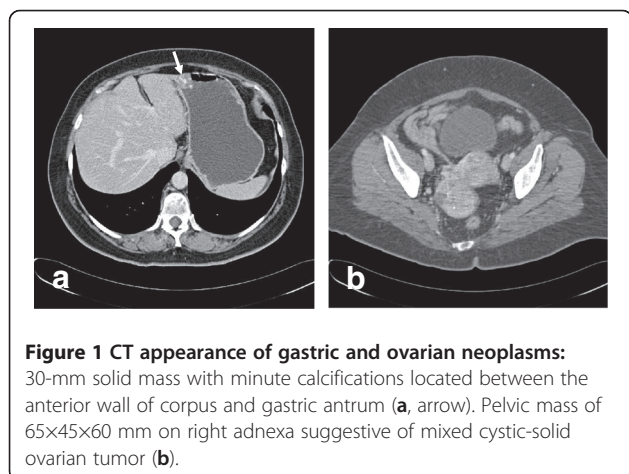 a
b
Figure 1 CT appearance of gastric and ovarian neoplasms:
30-mm solid mass with minute calcifications located between the
anterior wall of corpus and gastric antrum (a, arrow). Pelvic mass of
65×45×60 mm on right adnexa suggestive of mixed cystic-solid
ovarian tumor (b).